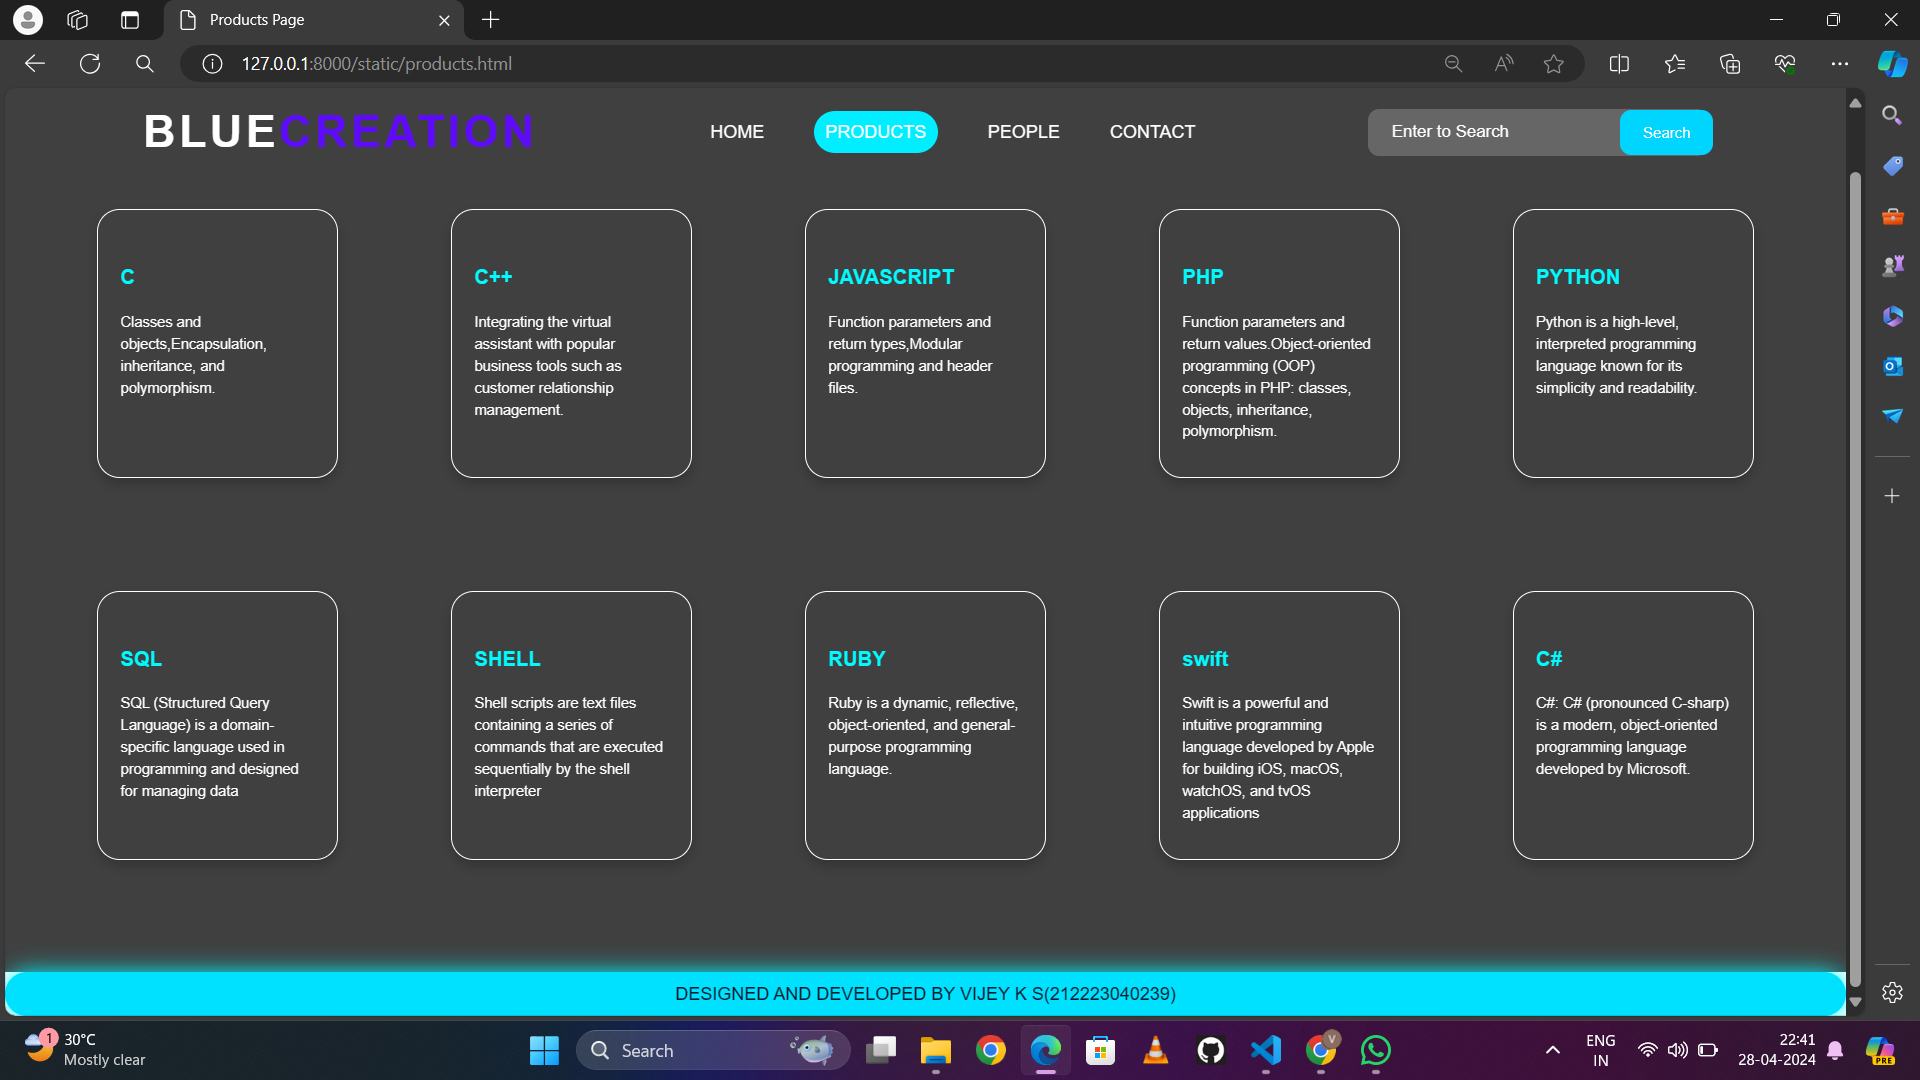 Products Page
127.0.0.1:8000/static/products.html
BLUECREATION
HOME
PRODUCTS
PEOPLE
CONTACT
Enter to Search
Search
C
Classes and
objects,Encapsulation,
inheritance, and
polymorphism.
C++
Integrating the virtual
assistant with popular
business tools such as
customer relationship
management.
JAVASCRIPT
Function parameters and
return types,Modular
programming and header
files.
PHP
Function parameters and
return values.Object-oriented
programming (OOP)
concepts in PHP: classes,
objects, inheritance,
polymorphism.
PYTHON
Python is a high-level,
interpreted programming
language known for its
simplicity and readability.
SQL
SQL (Structured Query
Language) is a domain-
specific language used in
programming and designed
for managing data
SHELL
Shell scripts are text files
containing a series of
commands that are executed
sequentially by the shell
interpreter
RUBY
Ruby is a dynamic, reflective,
object-oriented, and general-
purpose programming
language.
swift
Swift is a powerful and
intuitive programming
language developed by Apple
for building iOS, macOS,
watchOS, and tvOS
applications
C#
C#: C# (pronounced C-sharp)
is a modern, object-oriented
programming language
developed by Microsoft.
DESIGNED AND DEVELOPED BY VIJEY K S(212223040239)
1
30°C
Mostly clear
Search
V
ENG
IN
22:41
28-04-2024
PRE